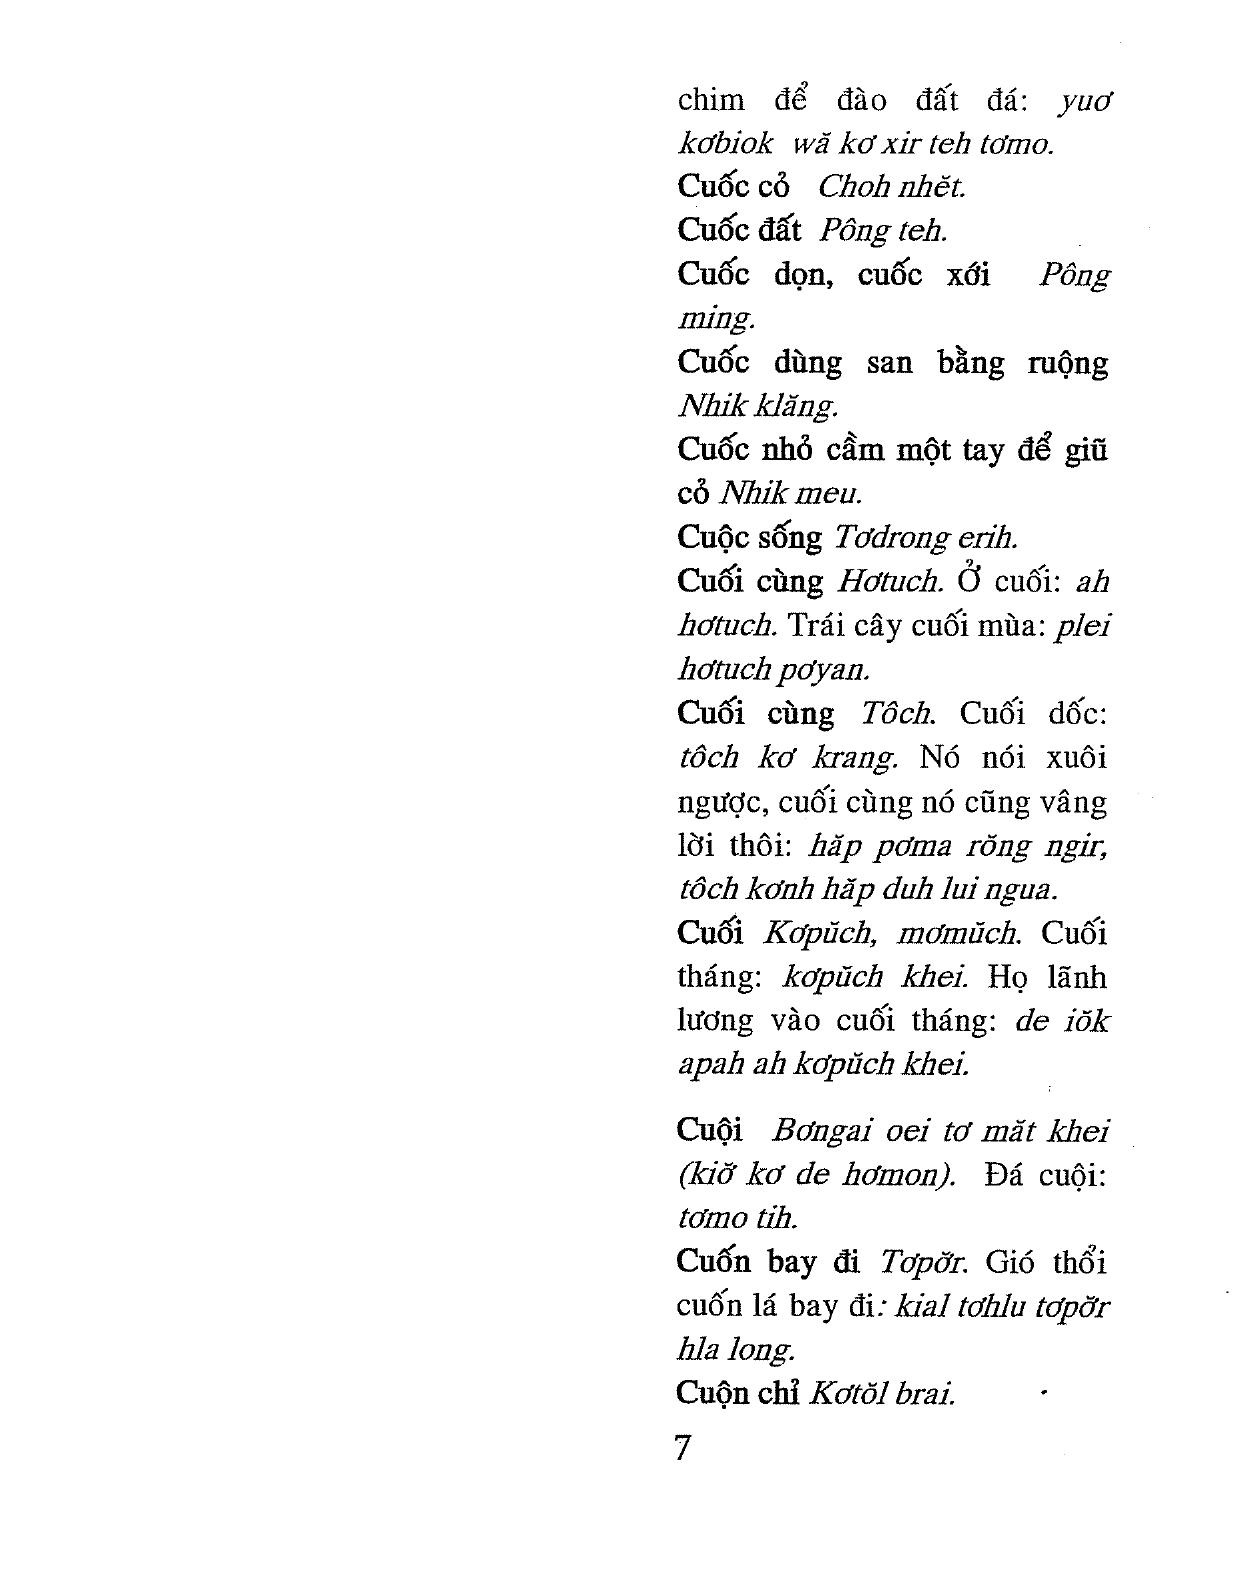 chim để đào đất đá: yuơ
kơbiok wă kơ xir teh tơmo.
Cuốc cỏ Choh nhĕt.
Cuốc đất Pông teh.
Cuốc dọn, cuốc xới Pông
ming.
Cuốc dùng san bằng ruộng
Nhik klăng.
Cuốc nhỏ cầm một tay để giũ
cỏ Nhik meu.
Cuộc sống Tơdrong erih.
Cuối cùng Hơtuch. Ở cuối: ah
hơtuch. Trái cây cuối mùa: plei
hơtuch pơyan.
Cuối cùng Tôch. Cuối dốc:
tôch kơ krang. Nó nói xuôi
ngược, cuối cùng nó cũng vâng
lời thôi: hăp pơma rŏng ngir,
tôch kơnh hăp duh lui ngua.
Cuối Kơpŭch, mơmŭch. Cuối
tháng: kơpŭch khei. Họ lãnh
lương vào cuối tháng: de iŏk
apah ah kơpŭch khei.
Cuội Bơngai oei tơ măt khei
(kiơ̆ kơ de hơmon). Đá cuội:
tơmo tih.
Cuốn bay đi Tơpơ̆r. Gió thổi
cuốn lá bay đi: kial tơhlu tơpơ̆r
hla long.
Cuộn chỉ Kơtŏl brai.
7